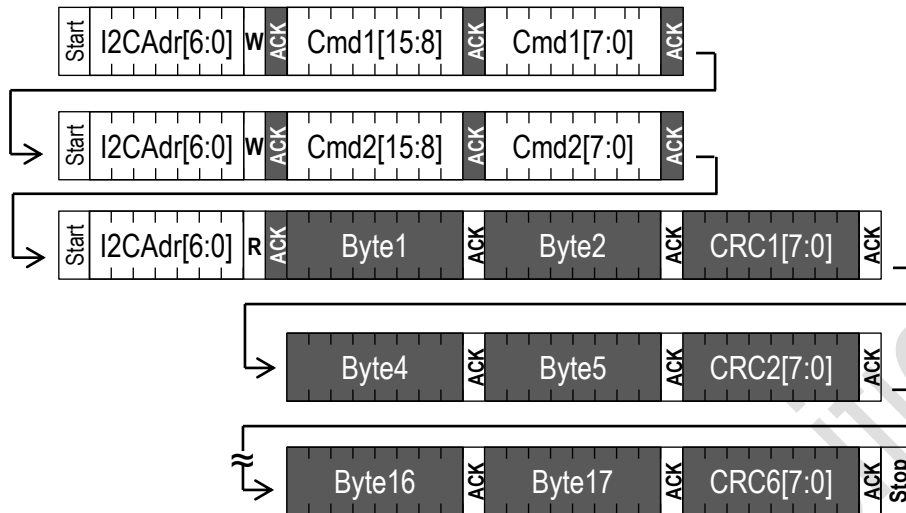 Start I2CAdr[6:0] W ACK Cmd1[15:8] ACK Cmd1[7:0] ACK
Start I2CAdr[6:0] W ACK Cmd2[15:8] ACK Cmd2[7:0] ACK
Start I2CAdr[6:0] R ACK Byte1 ACK Byte2 ACK CRC1[7:0] ACK
Byte4 ACK Byte5 ACK CRC2[7:0] ACK
Byte16 ACK Byte17 ACK CRC6[7:0] ACK Stop